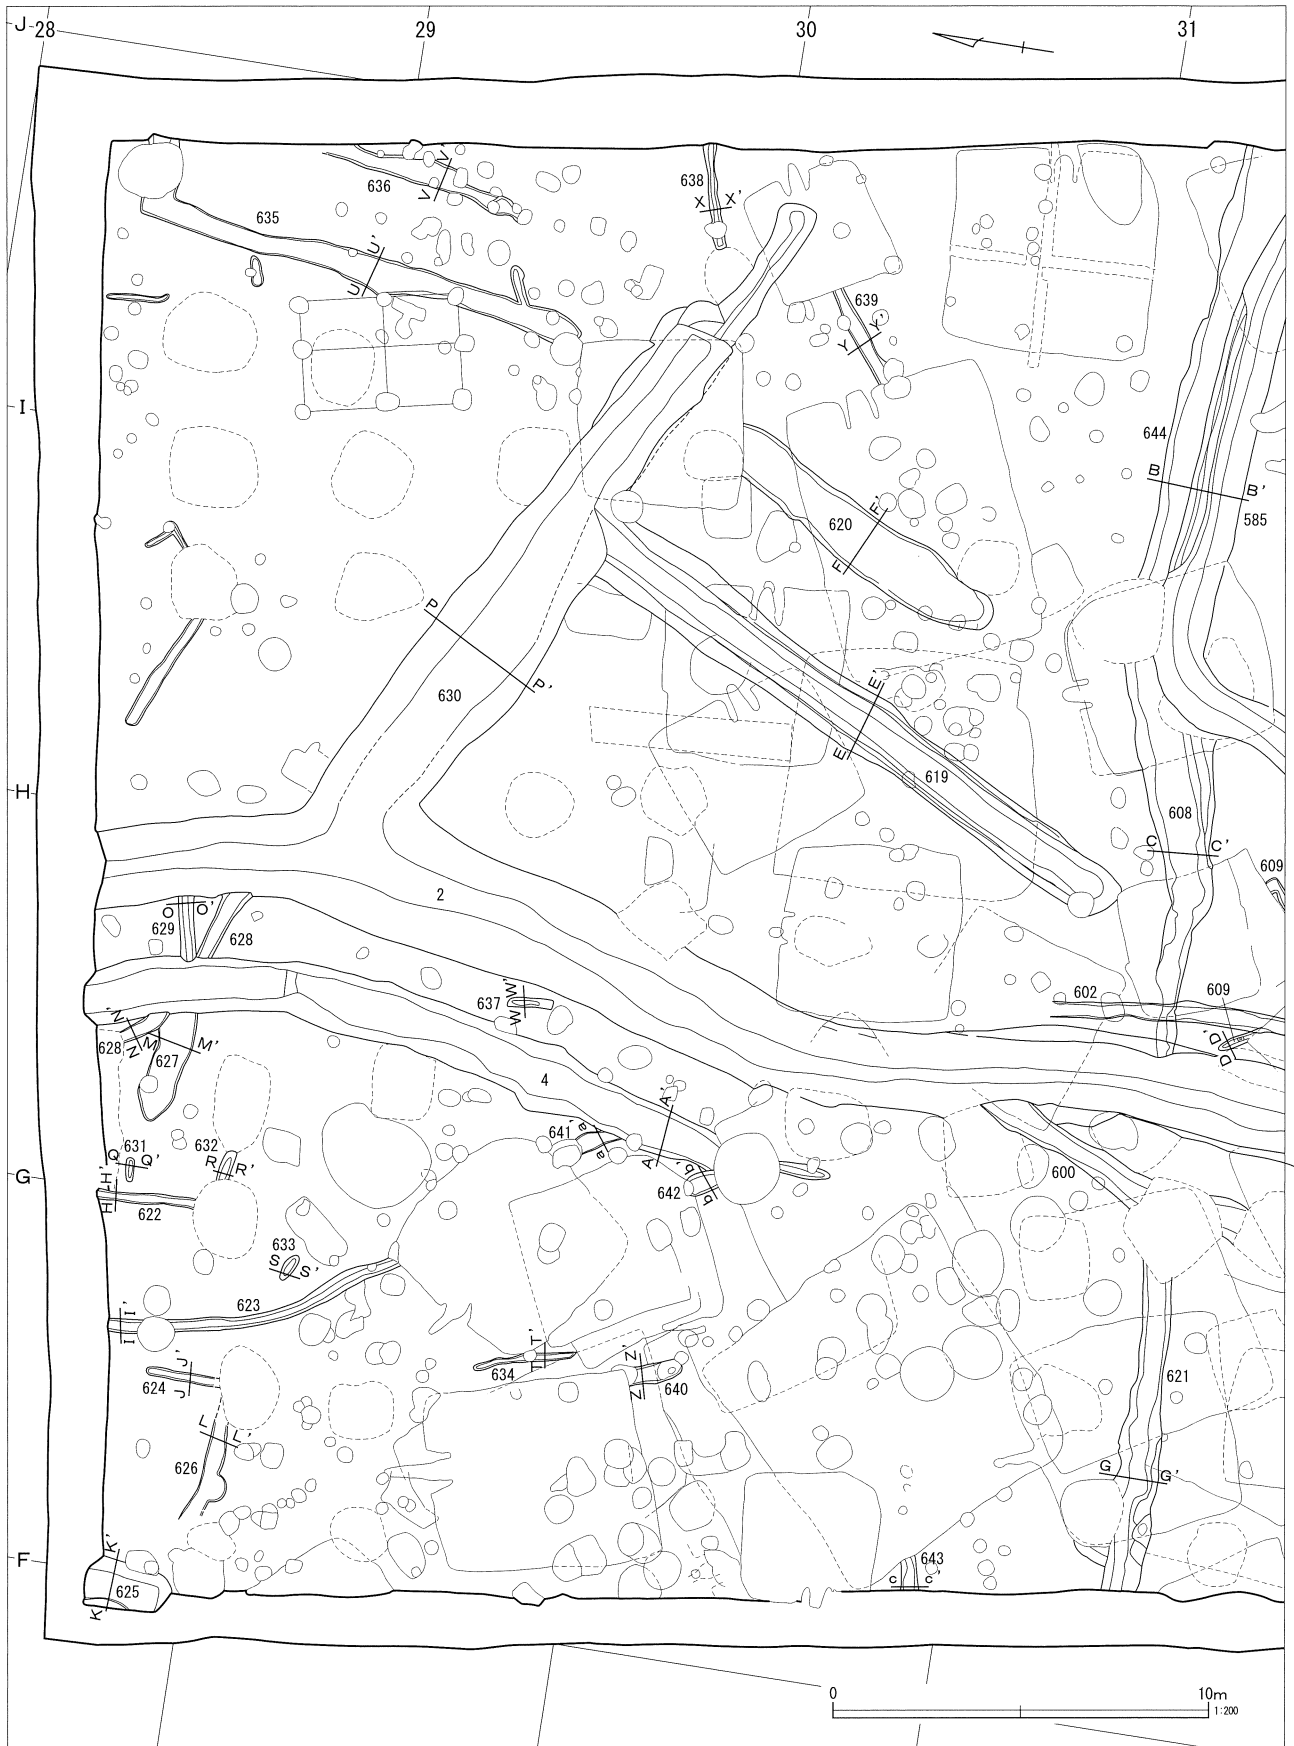 J 28 29 30 31
636 V V'
635
638 X X'
U U'
639
Y Y'
I
644
B B'
585
620
F F'
P P'
630
E E'
619
H
608
C C'
609
2
O O'
629 628
637 W W'
602 609
N N'
628 M M'
627
D D'
4
A A'
641 a a'
631 632
Q Q' R R'
G
H H'
622
642 b b'
600
633
S S'
623
I I'
J J'
624
634 T T'
Z Z'
640
621
L L'
626
G G'
F
K K'
625
643
c c'
0 10m
1:200